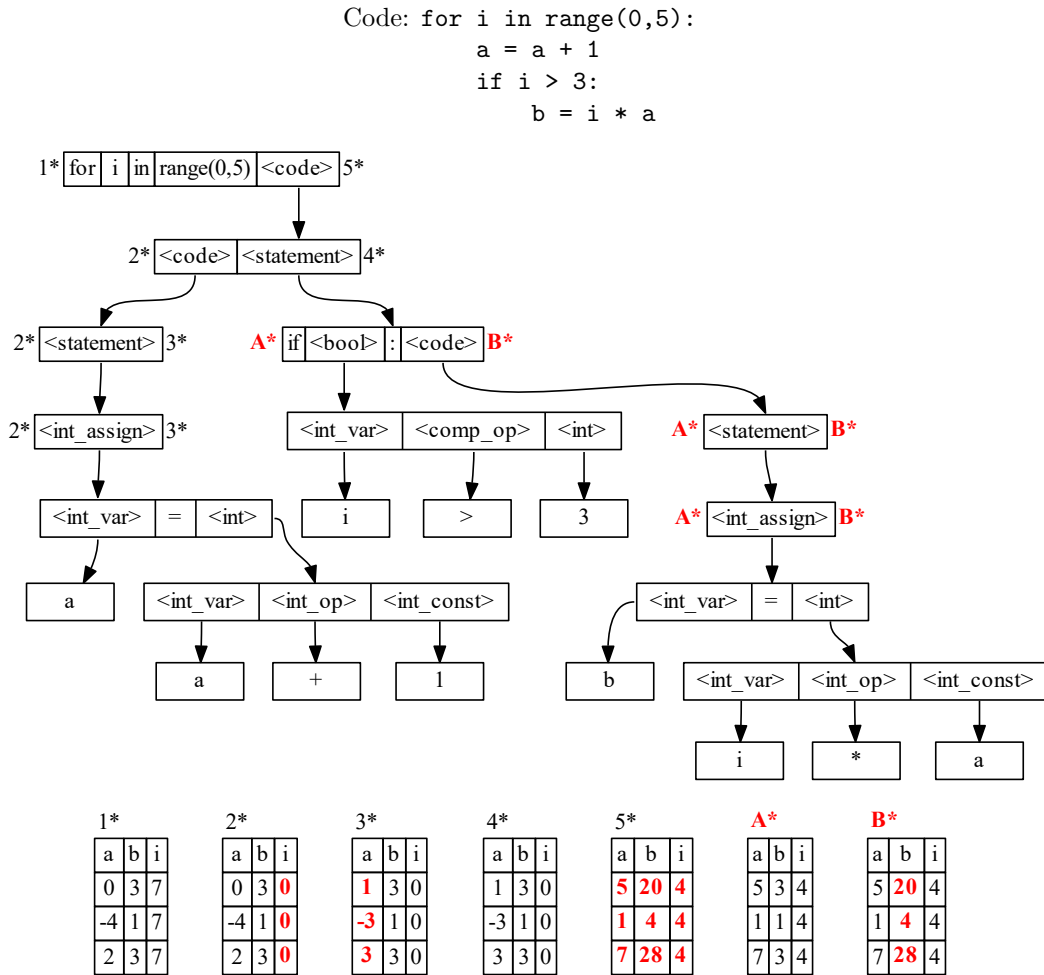 Code: for i in range(0,5):
a = a + 1
if i > 3:
b = i * a
1* for i in range(0,5) <code> 5*
2* <code> <statement> 4*
2* <statement> 3* A* if <bool> : <code> B*
2* <int_assign> 3* <int_var> <comp_op> <int> A* <statement> B*
<int_var> = <int> i > 3 A* <int_assign> B*
a <int_var> <int_op> <int_const> <int_var> = <int>
a + 1 b <int_var> <int_op> <int_const>
i * a
1* 2* 3* 4* 5* A* B*
a b i a b i a b i a b i a b i a b i a b i
0 3 7 0 3 0 1 3 0 1 3 0 5 20 4 5 3 4 5 20 4
-4 1 7 -4 1 0 -3 1 0 -3 1 0 1 4 4 1 1 4 1 4 4
2 3 7 2 3 0 3 3 0 3 3 0 7 28 4 7 3 4 7 28 4